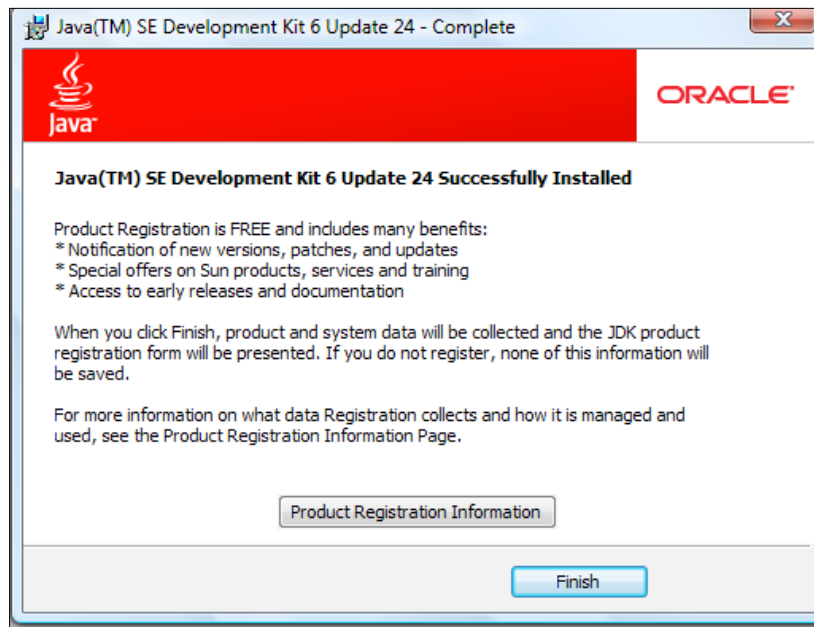 Java(TM) SE Development Kit 6 Update 24 - Complete
Java™
ORACLE®
Java(TM) SE Development Kit 6 Update 24 Successfully Installed
Product Registration is FREE and includes many benefits:
* Notification of new versions, patches, and updates
* Special offers on Sun products, services and training
* Access to early releases and documentation
When you click Finish, product and system data will be collected and the JDK product
registration form will be presented. If you do not register, none of this information will
be saved.
For more information on what data Registration collects and how it is managed and
used, see the Product Registration Information Page.
Product Registration Information
Finish